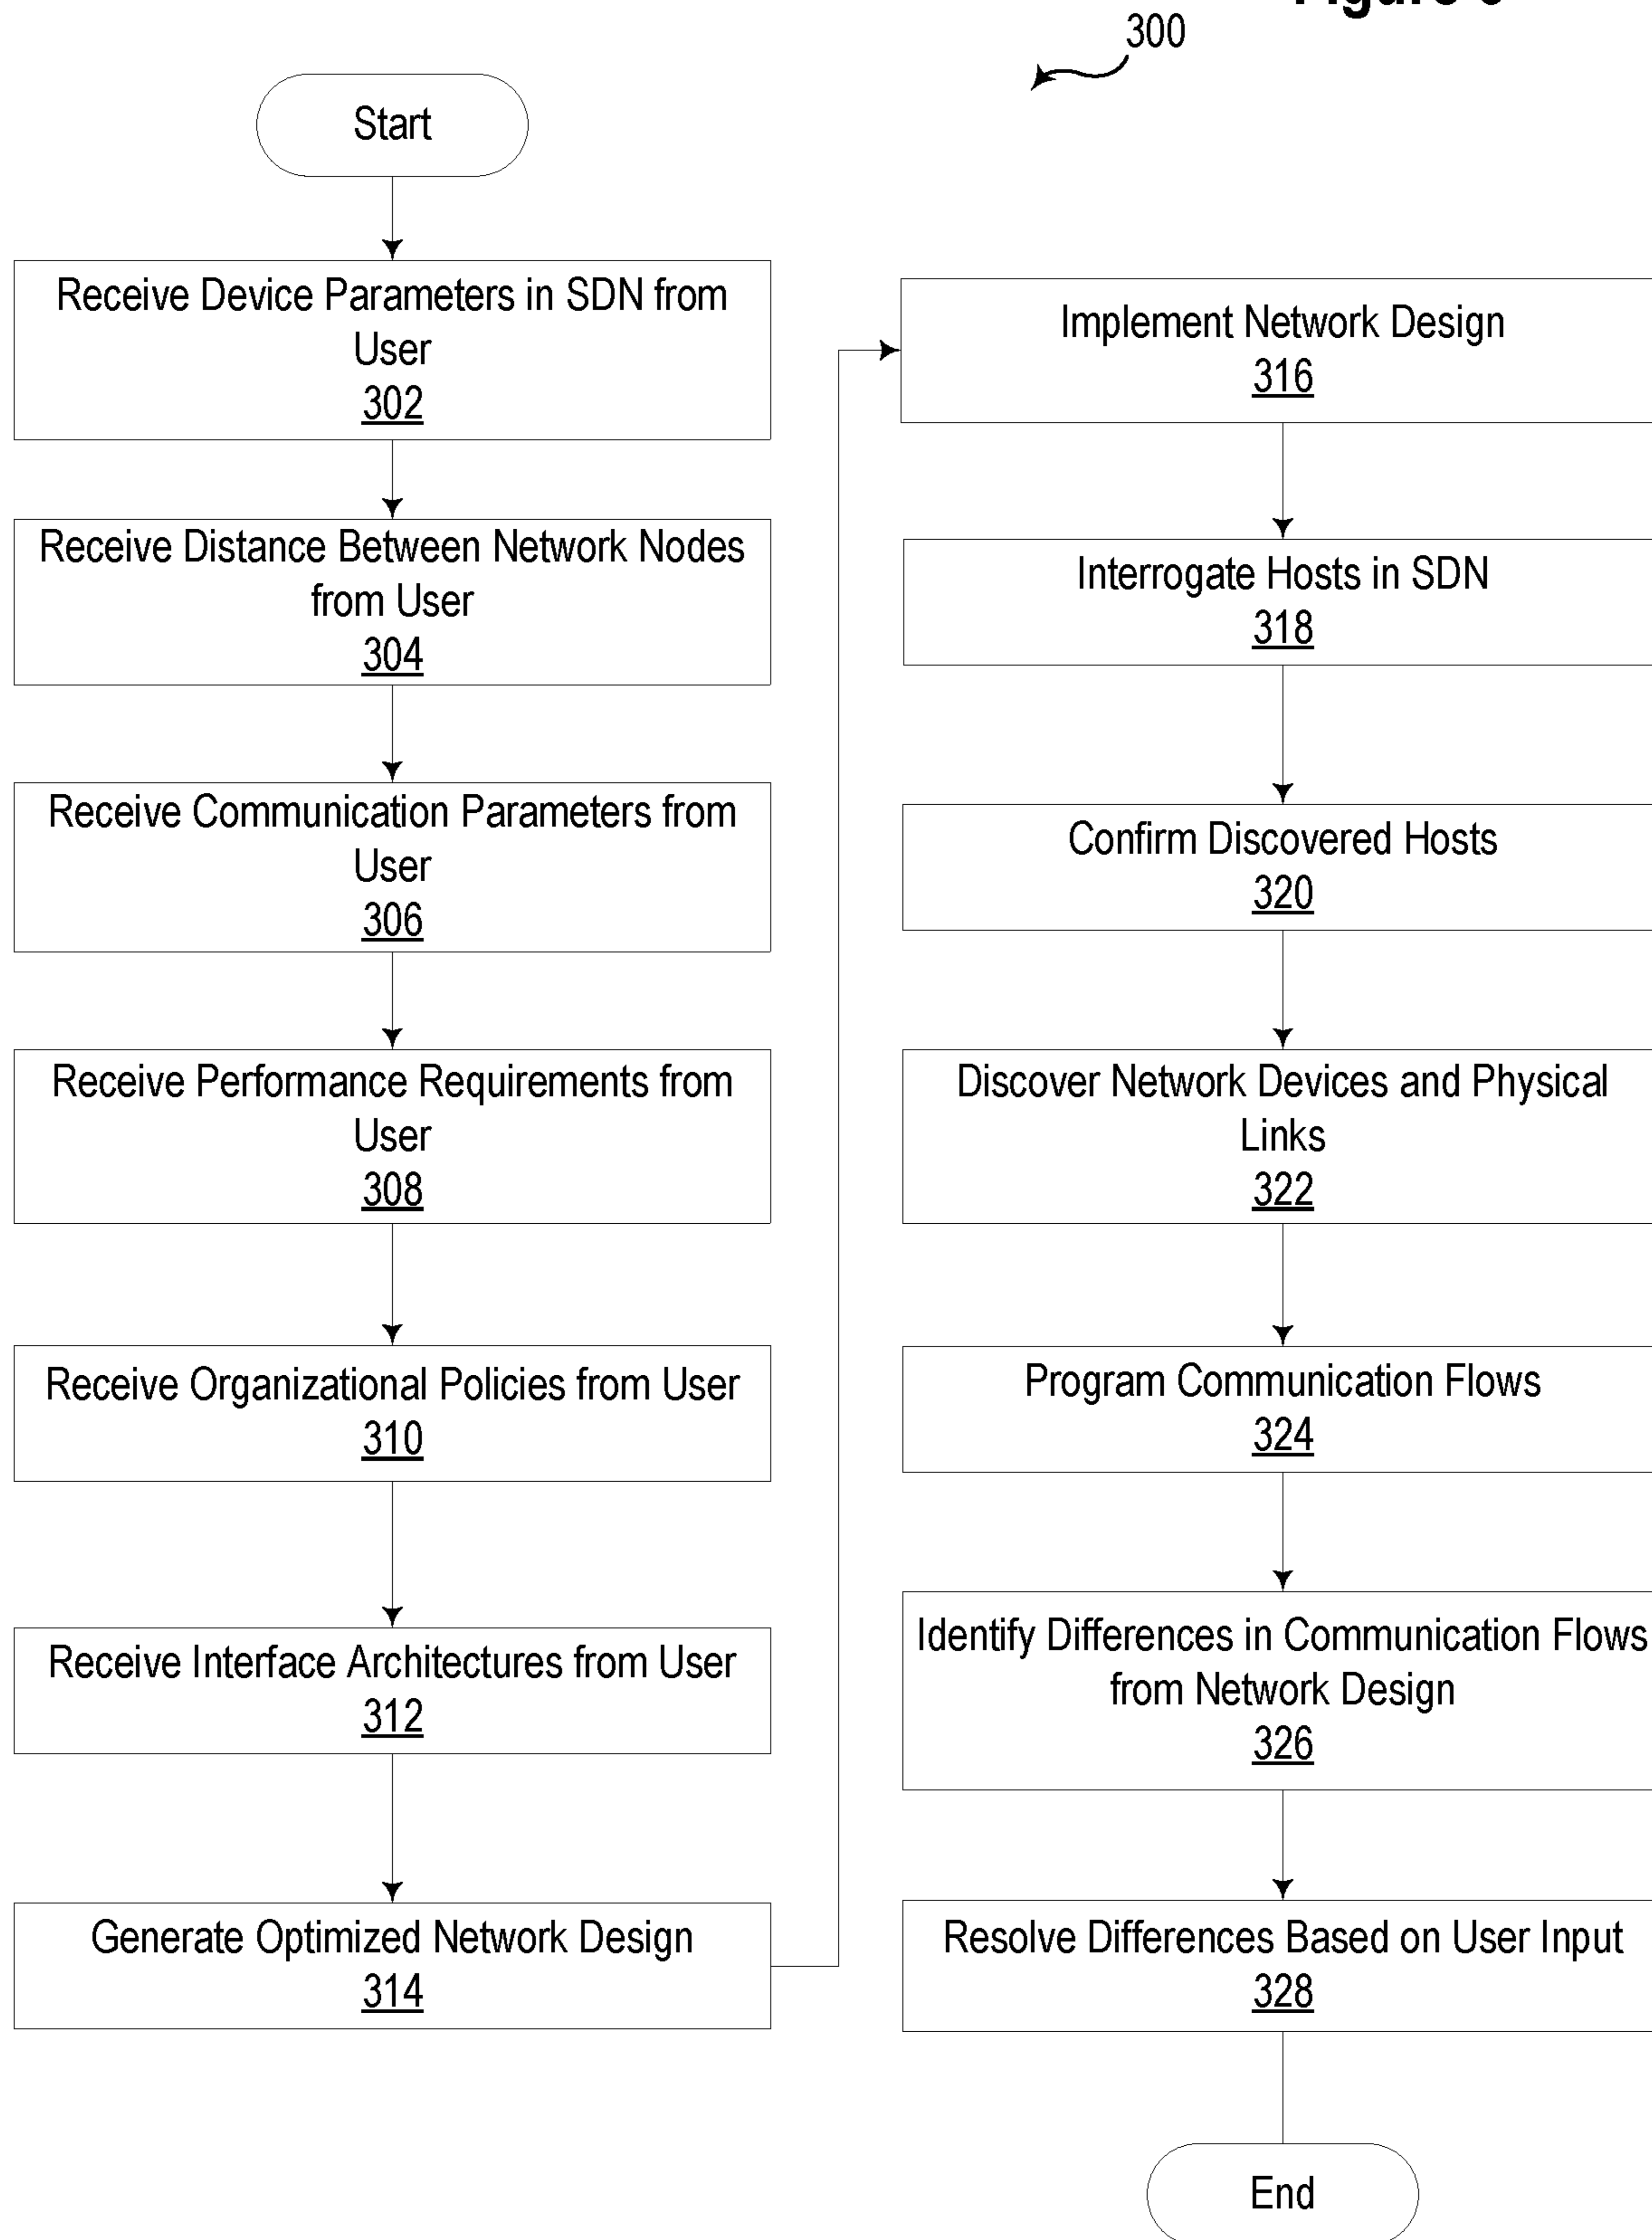 300
Start
Receive Device Parameters in SDN from
User
302
Receive Distance Between Network Nodes
from User
304
Receive Communication Parameters from
User
306
Receive Performance Requirements from
User
308
Receive Organizational Policies from User
310
Receive Interface Architectures from User
312
Generate Optimized Network Design
314
Implement Network Design
316
Interrogate Hosts in SDN
318
Confirm Discovered Hosts
320
Discover Network Devices and Physical
Links
322
Program Communication Flows
324
Identify Differences in Communication Flows
from Network Design
326
Resolve Differences Based on User Input
328
End